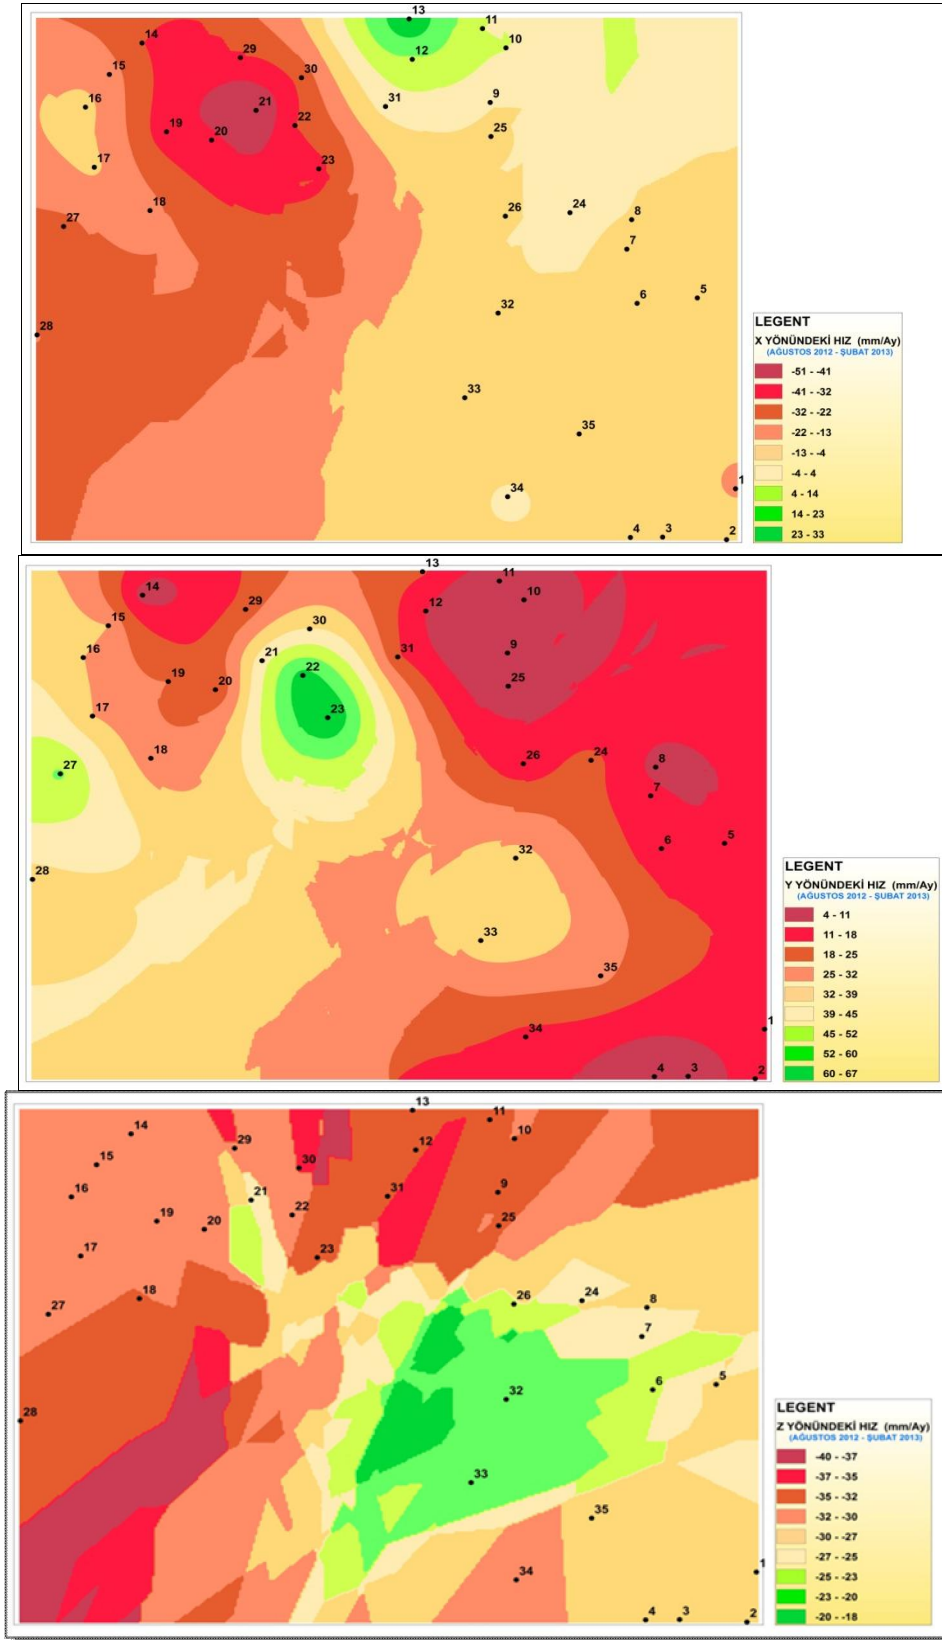 13
11
14
10
29
12
15
30
21
9
16
31
22
19
20
25
23
17
18
26
24
8
27
7
5
6
32
28
33
35
34
1
4
3
2
LEGENT
X YÖNÜNDEKİ HIZ (mm/Ay)
(AĞUSTOS 2012 - ŞUBAT 2013)
-51 - -41
-41 - -32
-32 - -22
-22 - -13
-13 - -4
-4 - 4
4 - 14
14 - 23
23 - 33
13
11
14
10
29
12
15
30
9
16
21
31
22
19
20
25
17
23
18
26
24
8
27
7
5
6
32
28
33
35
34
1
4
3
2
LEGENT
Y YÖNÜNDEKİ HIZ (mm/Ay)
(AĞUSTOS 2012 - ŞUBAT 2013)
4 - 11
11 - 18
18 - 25
25 - 32
32 - 39
39 - 45
45 - 52
52 - 60
60 - 67
13
11
14
10
29
12
15
30
9
16
21
31
22
19
20
25
17
23
18
26
24
8
27
7
5
6
32
28
33
35
34
1
4
3
2
LEGENT
Z YÖNÜNDEKİ HIZ (mm/Ay)
(AĞUSTOS 2012 - ŞUBAT 2013)
-40 - -37
-37 - -35
-35 - -32
-32 - -30
-30 - -27
-27 - -25
-25 - -23
-23 - -20
-20 - -18